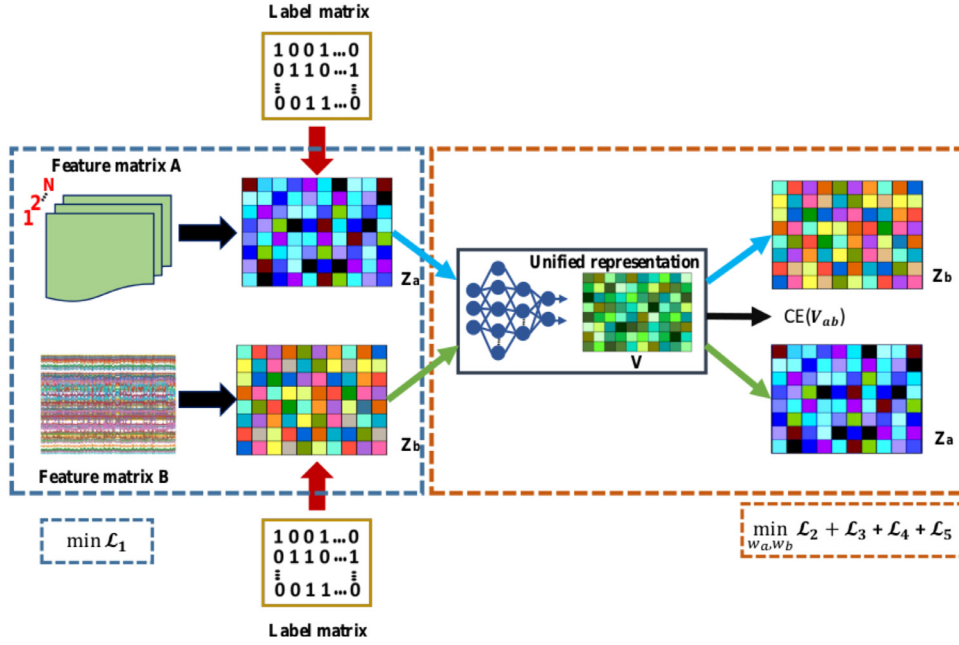 Label matrix
1 0 0 1 ... 0
0 1 1 0 ... 1
⋮ ⋮
0 0 1 1 ... 0
Feature matrix A
N
2
1
Za
Unified representation
V
Zb
CE(Vab)
Za
Zb
Feature matrix B
min ℒ1
1 0 0 1 ... 0
0 1 1 0 ... 1
⋮ ⋮
0 0 1 1 ... 0
Label matrix
min ℒ2 + ℒ3 + ℒ4 + ℒ5
wa,wb